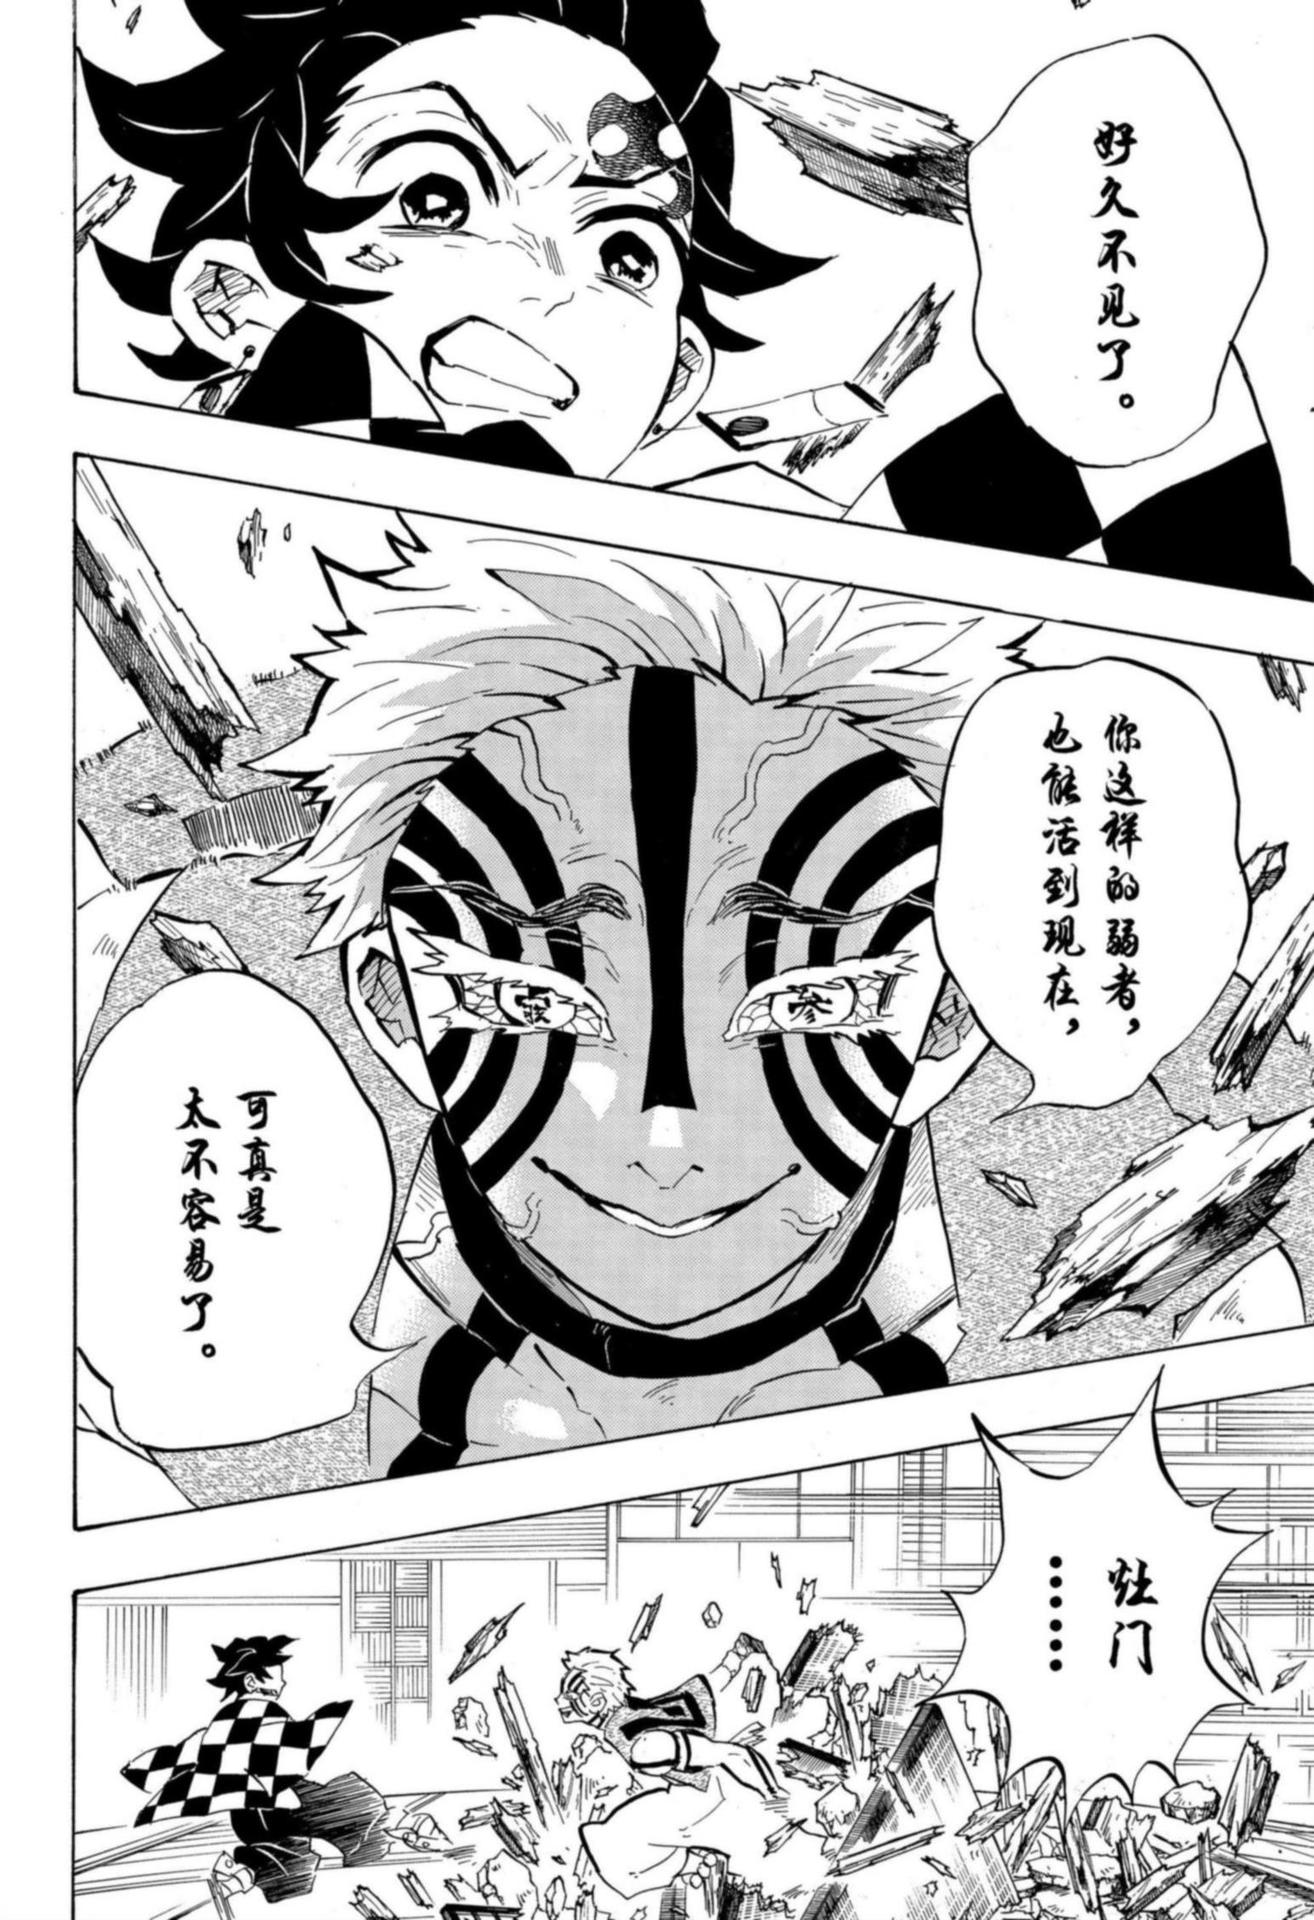 好久不见了。
你这样的弱者，
也能活到现在，
参
可真是
太不容易了。
灶门
……